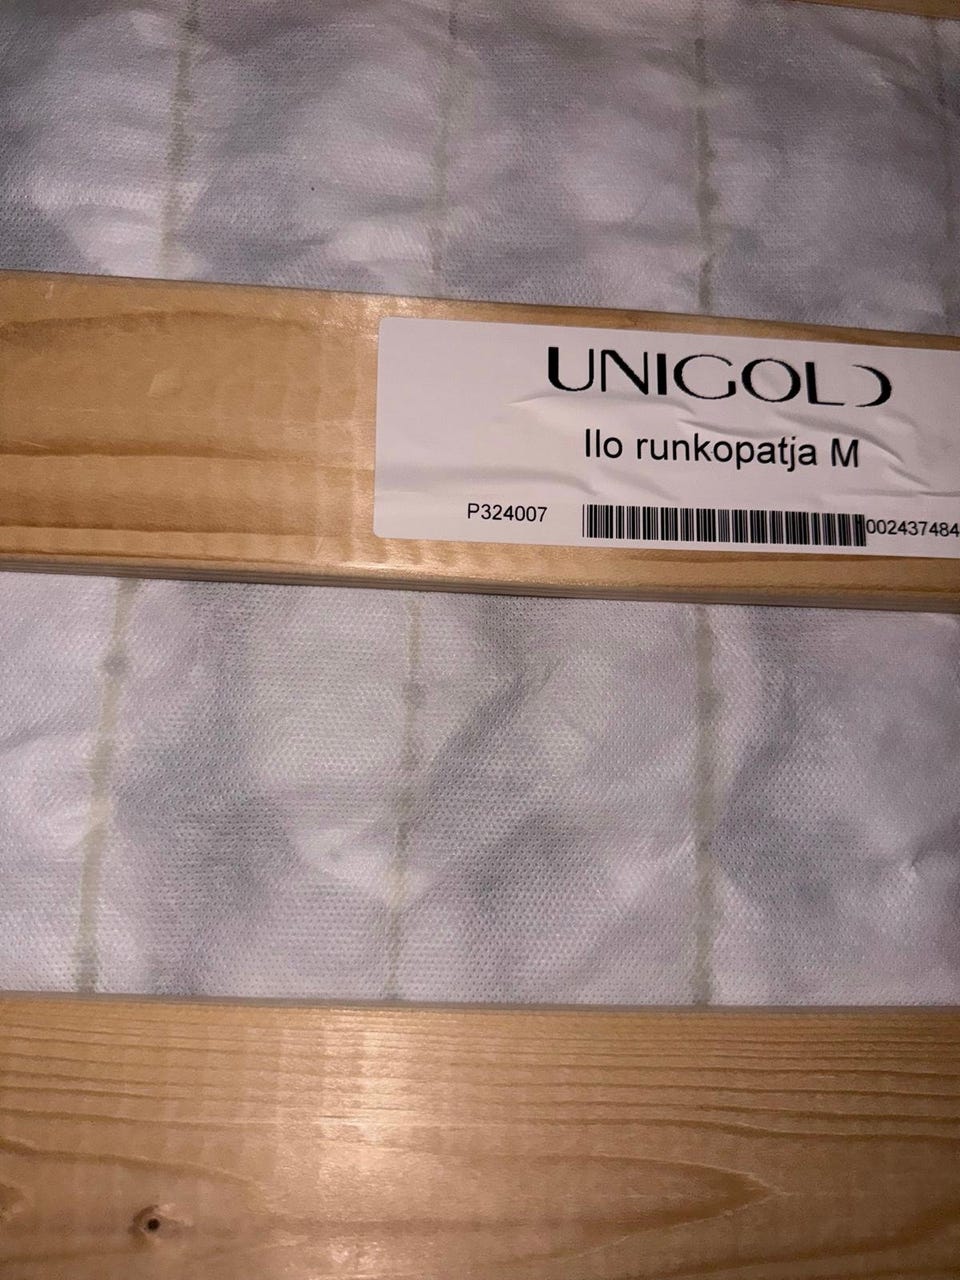 UNIGOLD
Ilo runkopatja M
P324007
002437484